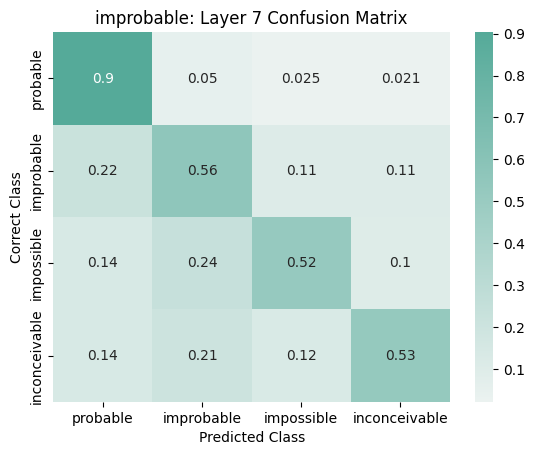 improbable: Layer 7 Confusion Matrix
Correct Class
probable
0.9 0.05 0.025 0.021
improbable
0.22 0.56 0.11 0.11
impossible
0.14 0.24 0.52 0.1
inconceivable
0.14 0.21 0.12 0.53
probable improbable impossible inconceivable
Predicted Class
0.9
0.8
0.7
0.6
0.5
0.4
0.3
0.2
0.1